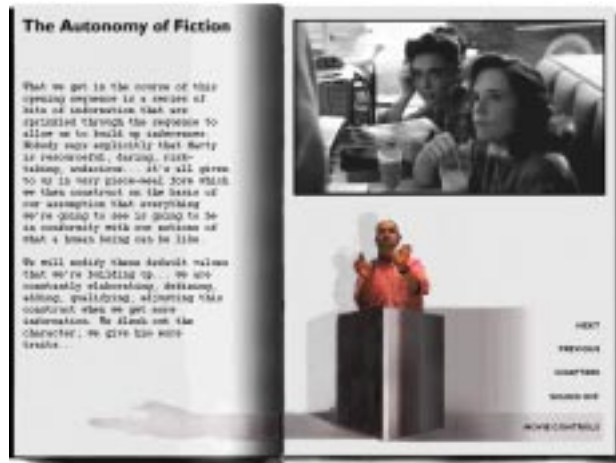 The Autonomy of Fiction
What we get in the course of this
opening sequence is a series of
bits of information that are
sprinkled through the sequence to
allow us to build up inferences.
Nobody says explicitly that Marty
is resourceful, daring, risk-
taking, audacious... it's all given
to us in very piece-meal form which
we then construct on the basis of
our assumption that everything
we're going to see is going to be
in conformity with our notions of
what a human being can be like.
We will modify these default values
that we're building up... We are
constantly elaborating, defining,
adding, qualifying, adjusting this
construct when we get more
information. We flesh out the
character; we give him more
traits...
NEXT
PREVIOUS
CHAPTERS
SOUND OFF
MOVIE CONTROLS